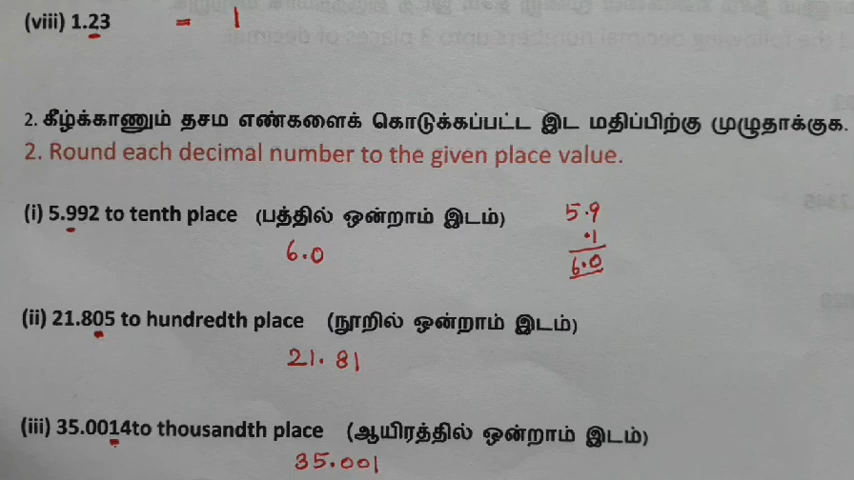 (viii) 1.23 = 1
2. கீழ்க்காணும் தசம எண்களைக் கொடுக்கப்பட்ட இட மதிப்பிற்கு முழுதாக்குக.
2. Round each decimal number to the given place value.
(i) 5.992 to tenth place (பத்தில் ஒன்றாம் இடம்) 5.9
.1
6.0 6.0
(ii) 21.805 to hundredth place (நூறில் ஒன்றாம் இடம்)
21.81
(iii) 35.0014to thousandth place (ஆயிரத்தில் ஒன்றாம் இடம்)
35.001